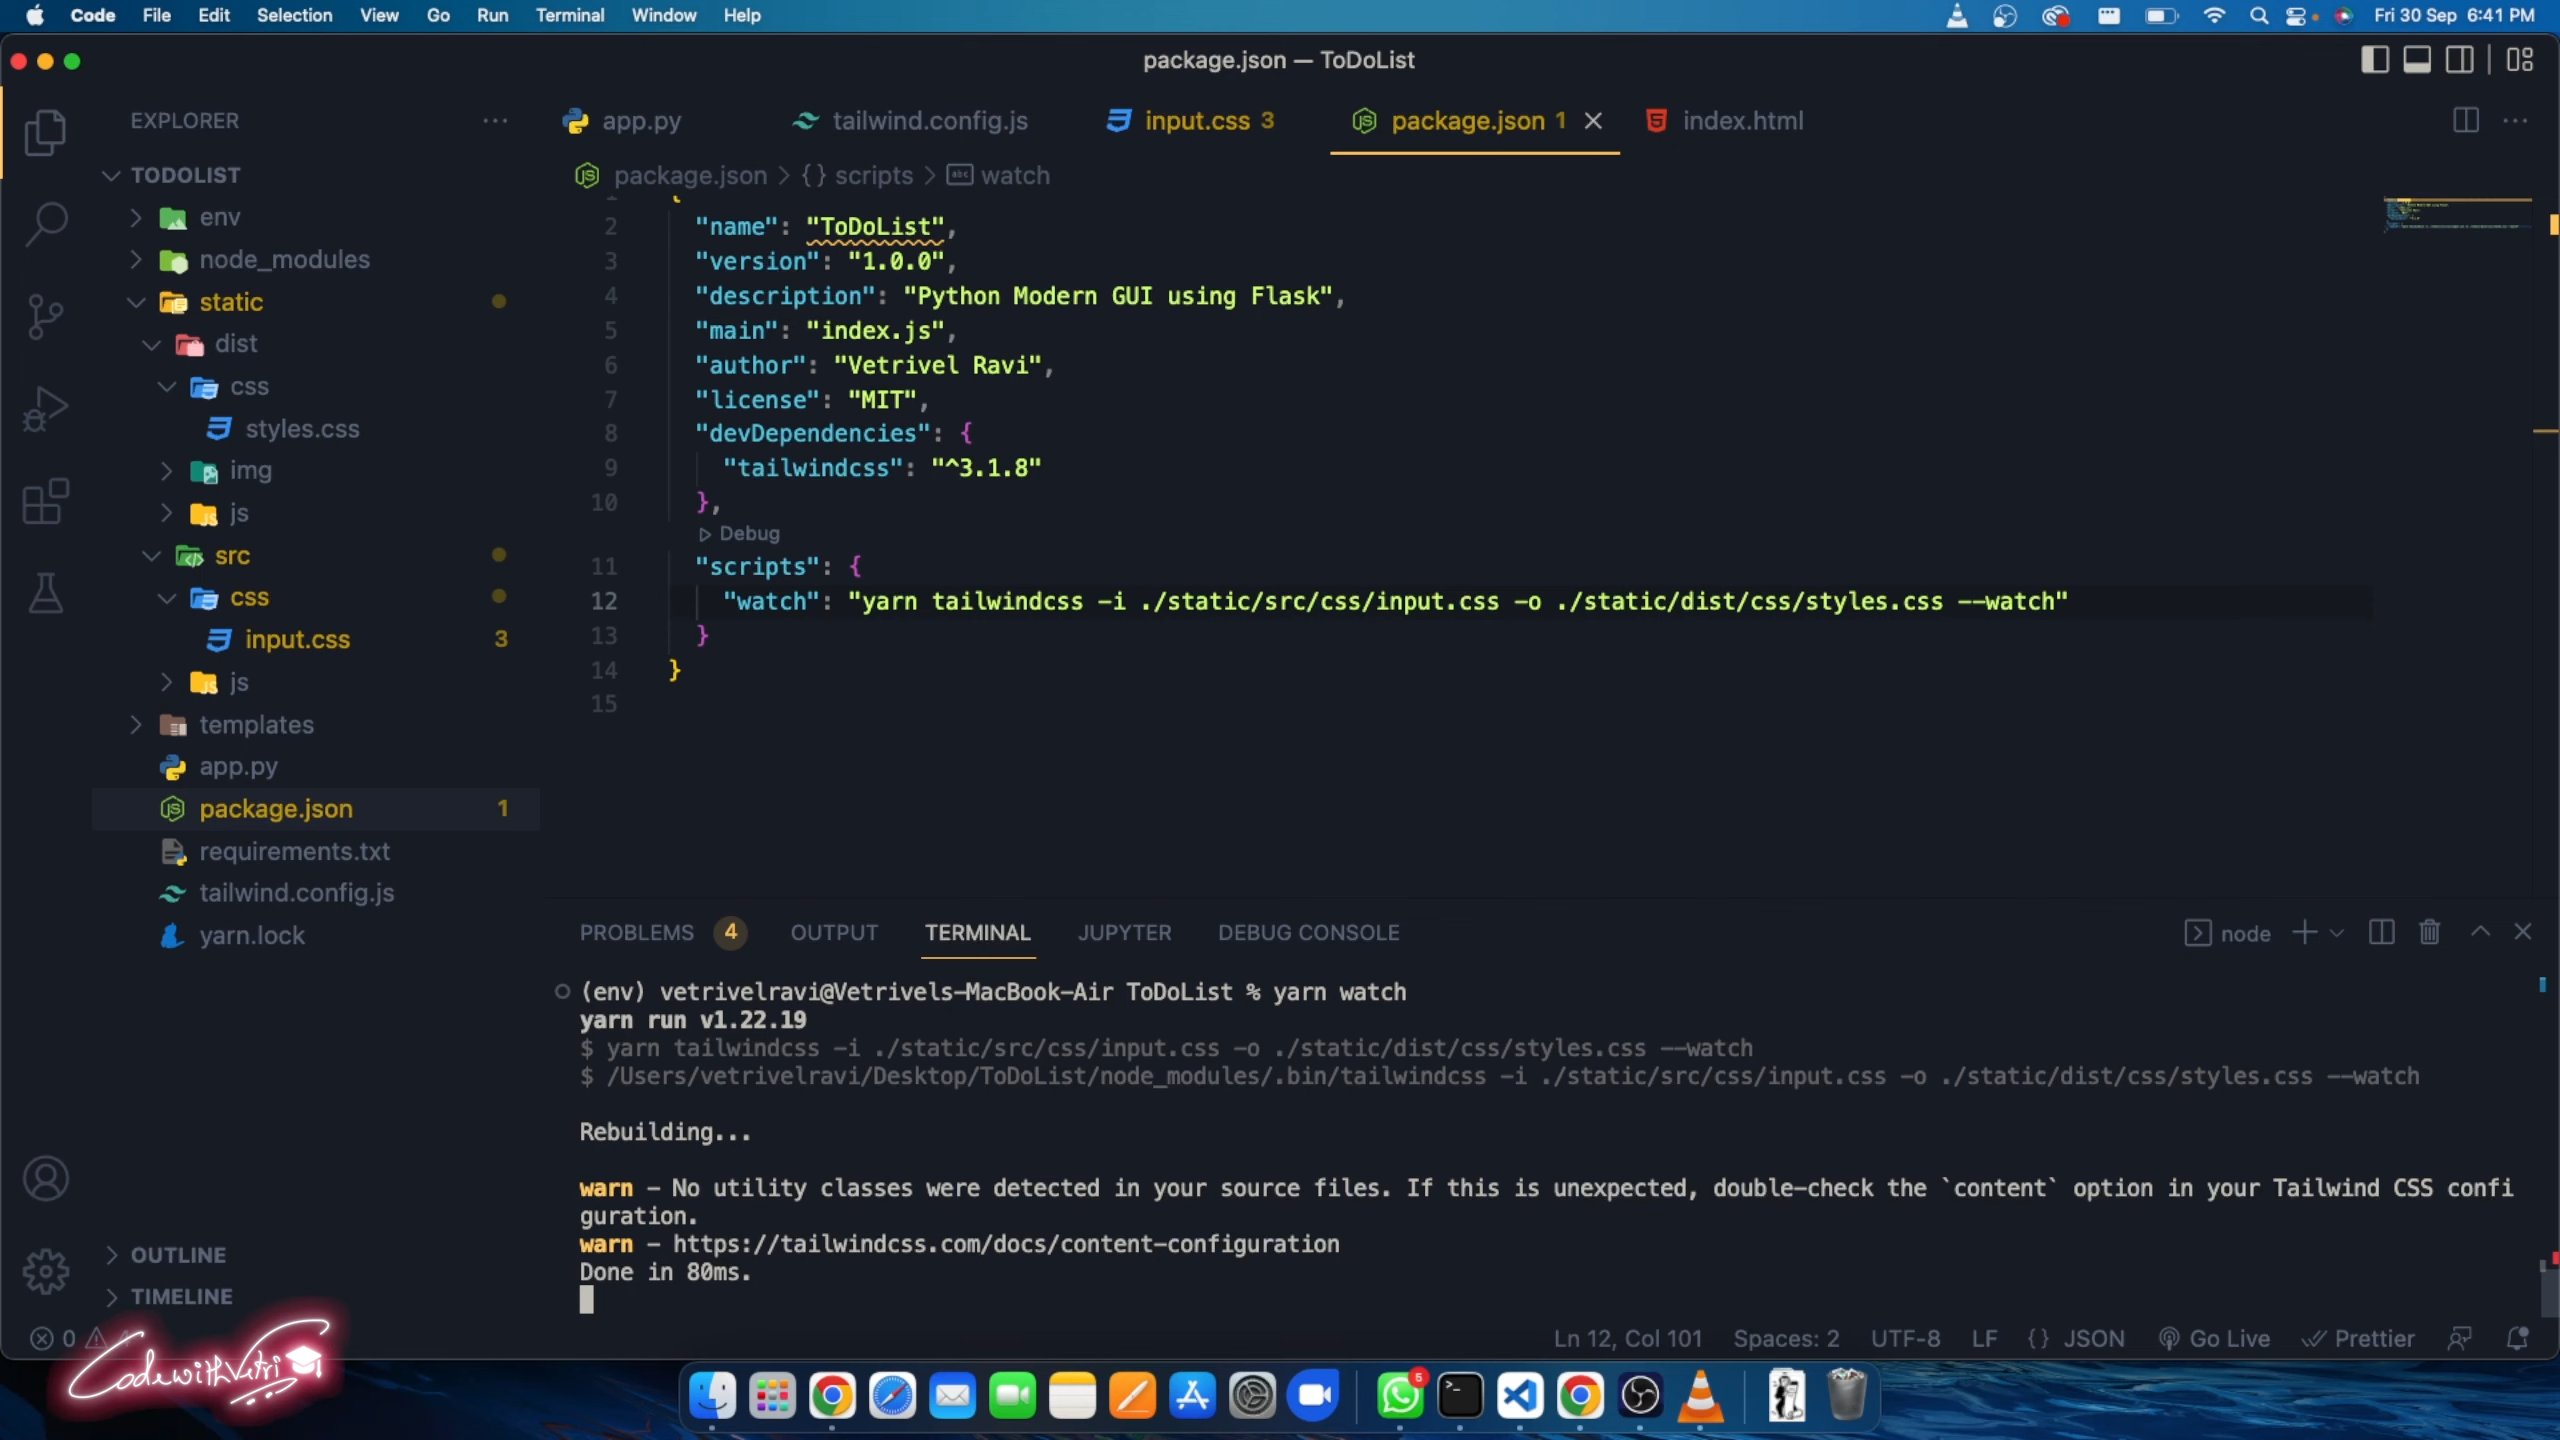 Code File Edit Selection View Go Run Terminal Window Help Fri 30 Sep 6:41 PM
package.json — ToDoList
EXPLORER
TODOLIST
env
node_modules
static
dist
css
styles.css
img
js
src
css
input.css 3
js
templates
app.py
package.json 1
requirements.txt
tailwind.config.js
yarn.lock
OUTLINE
TIMELINE
app.py tailwind.config.js input.css 3 package.json 1 index.html
package.json > {} scripts > abc watch
1 {
2 "name": "ToDoList",
3 "version": "1.0.0",
4 "description": "Python Modern GUI using Flask",
5 "main": "index.js",
6 "author": "Vetrivel Ravi",
7 "license": "MIT",
8 "devDependencies": {
9 "tailwindcss": "^3.1.8"
10 },
Debug
11 "scripts": {
12 "watch": "yarn tailwindcss -i ./static/src/css/input.css -o ./static/dist/css/styles.css --watch"
13 }
14 }
15
PROBLEMS 4 OUTPUT TERMINAL JUPYTER DEBUG CONSOLE node
(env) vetrivelravi@Vetrivels-MacBook-Air ToDoList % yarn watch
yarn run v1.22.19
$ yarn tailwindcss -i ./static/src/css/input.css -o ./static/dist/css/styles.css --watch
$ /Users/vetrivelravi/Desktop/ToDoList/node_modules/.bin/tailwindcss -i ./static/src/css/input.css -o ./static/dist/css/styles.css --watch
Rebuilding...
warn - No utility classes were detected in your source files. If this is unexpected, double-check the `content` option in your Tailwind CSS confi
guration.
warn - https://tailwindcss.com/docs/content-configuration
Done in 80ms.
0 Ln 12, Col 101 Spaces: 2 UTF-8 LF {} JSON Go Live Prettier
CodewithVetri
5